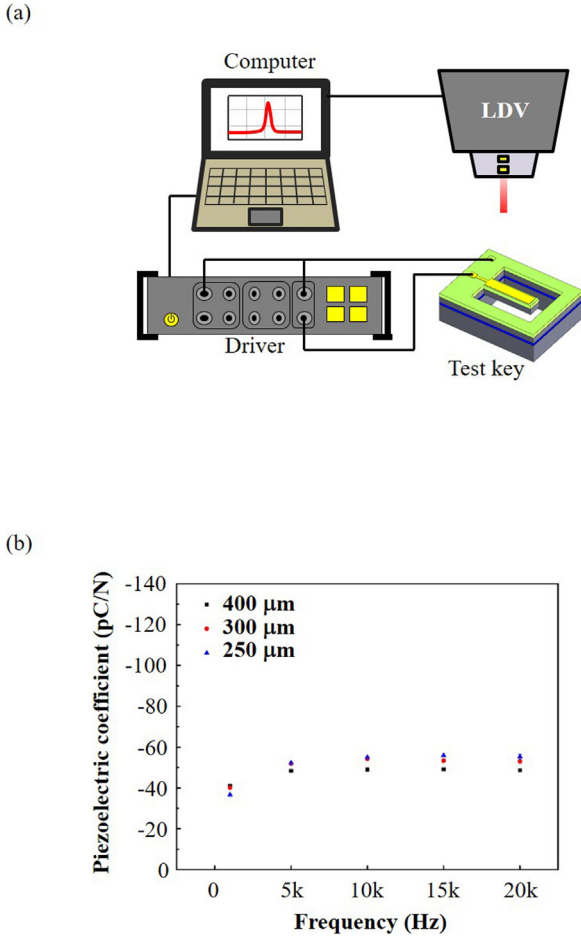 (a)
Computer
LDV
Driver
Test key
(b)
Piezoelectric coefficient (pC/N)
-140
-120
-100
-80
-60
-40
-20
0
400 μm
300 μm
250 μm
0
5k
10k
15k
20k
Frequency (Hz)